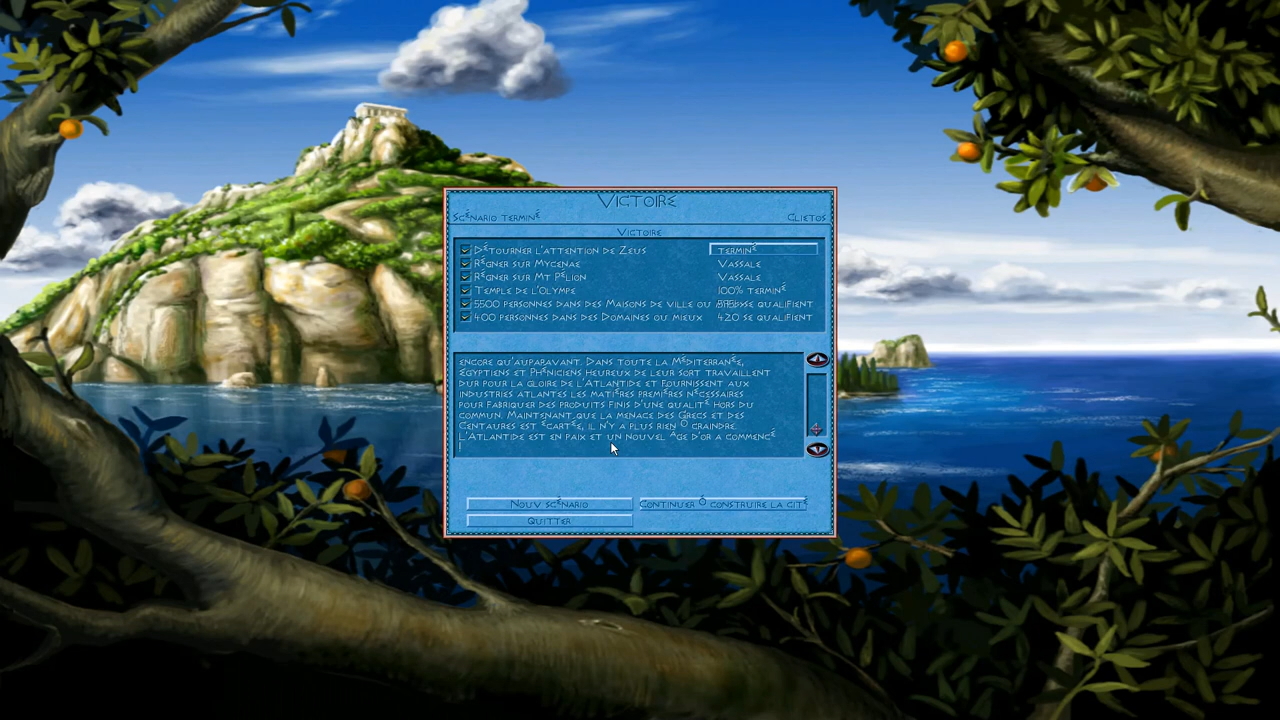 Victoire
Scénario terminé
Clietos
Victoire
Détourner l'attention de Zeus terminé
Régner sur Mycenae Vassale
Régner sur Mt Pélion Vassale
Temple de l'Olympe 100% terminé
5500 personnes dans des Maisons de ville ou se qualifient
400 personnes dans des Domaines ou mieux 420 se qualifient
encore qu'auparavant. Dans toute la Méditerranée,
Égyptiens et Phéniciens heureux de leur sort travaillent
dur pour la gloire de l'Atlantide et fournissent aux
industries atlantes les matières premières nécessaires
pour fabriquer des produits finis d'une qualité hors du
commun. Maintenant que la menace des Grecs et des
Centaures est écartée, il n'y a plus rien à craindre.
L'Atlantide est en paix et un nouvel âge d'or a commencé
Nouv scénario
Continuer à construire la cité
Quitter